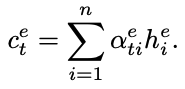 $c_t^e = \sum_{i=1}^{n} \alpha_{ti}^e h_i^e.$